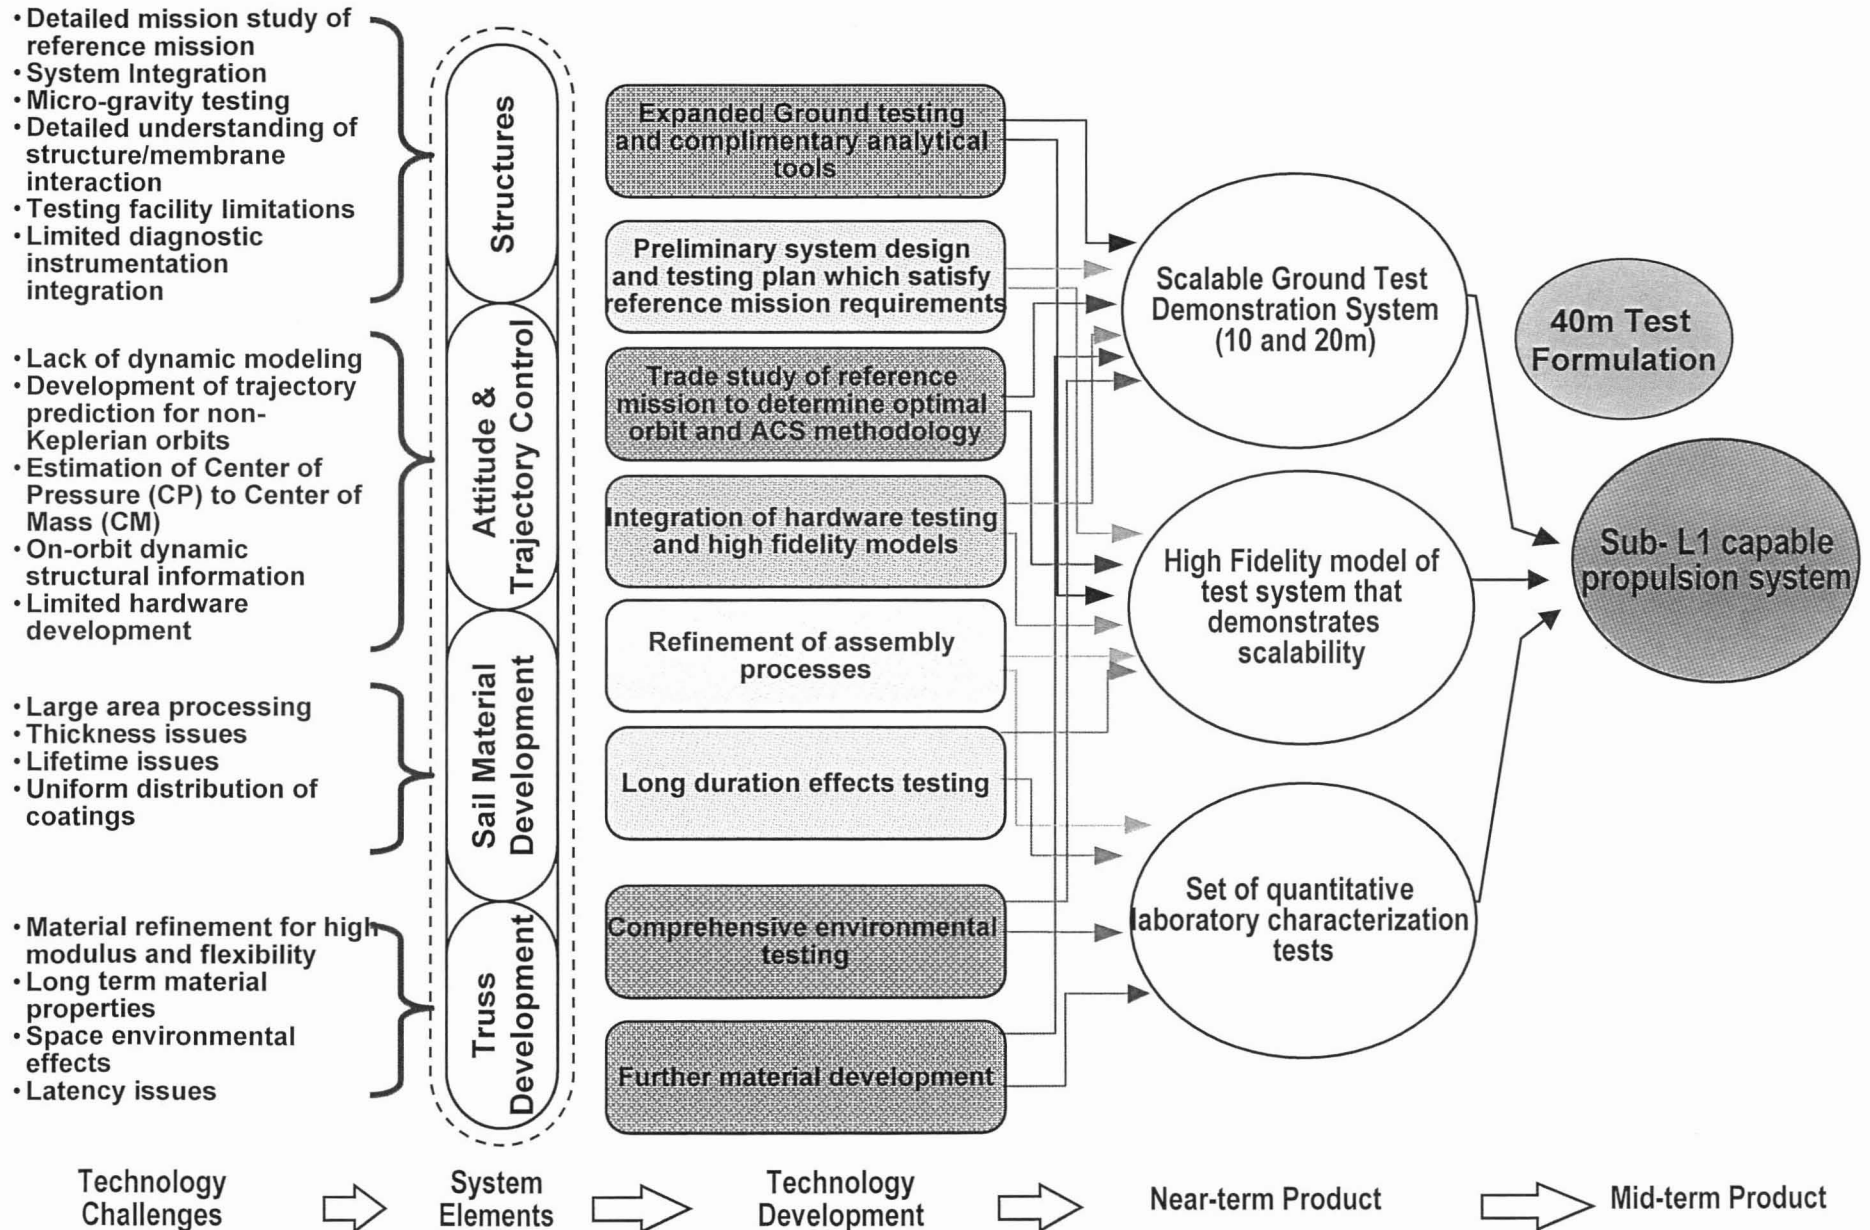 • Detailed mission study of
reference mission
• System Integration
• Micro-gravity testing
• Detailed understanding of
structure/membrane
interaction
• Testing facility limitations
• Limited diagnostic
instrumentation
integration
• Lack of dynamic modeling
• Development of trajectory
prediction for non-
Keplerian orbits
• Estimation of Center of
Pressure (CP) to Center of
Mass (CM)
• On-orbit dynamic
structural information
• Limited hardware
development
• Large area processing
• Thickness issues
• Lifetime issues
• Uniform distribution of
coatings
• Material refinement for high
modulus and flexibility
• Long term material
properties
• Space environmental
effects
• Latency issues
Structures
Attitude &
Trajectory Control
Sail Material
Development
Truss
Development
Expanded Ground testing
and complimentary analytical
tools
Preliminary system design
and testing plan which satisfy
reference mission requirements
Trade study of reference
mission to determine optimal
orbit and ACS methodology
Integration of hardware testing
and high fidelity models
Refinement of assembly
processes
Long duration effects testing
Comprehensive environmental
testing
Further material development
Scalable Ground Test
Demonstration System
(10 and 20m)
High Fidelity model of
test system that
demonstrates
scalability
Set of quantitative
laboratory characterization
tests
40m Test
Formulation
Sub- L1 capable
propulsion system
Technology
Challenges
System
Elements
Technology
Development
Near-term Product
Mid-term Product